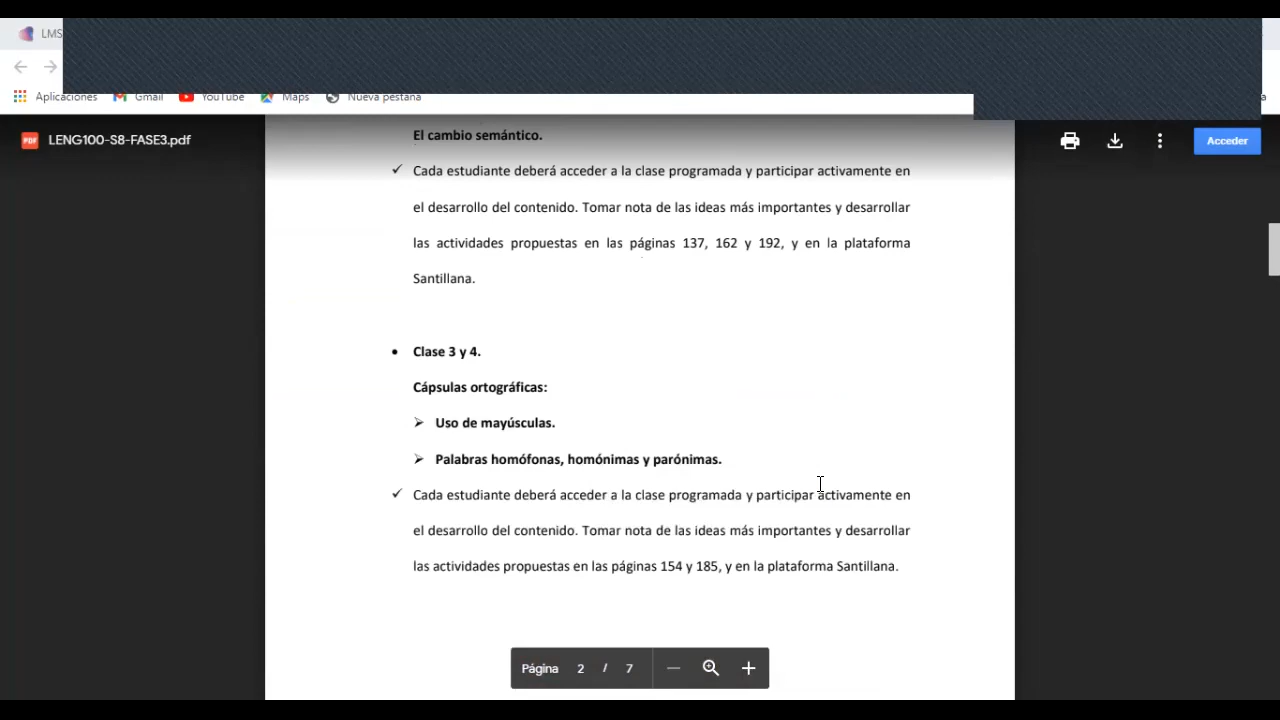 LMS
Aplicaciones
Gmail
YouTube
Maps
Nueva pestaña
LENG100-S8-FASE3.pdf
Acceder
El cambio semántico.
✓ Cada estudiante deberá acceder a la clase programada y participar activamente en
el desarrollo del contenido. Tomar nota de las ideas más importantes y desarrollar
las actividades propuestas en las páginas 137, 162 y 192, y en la plataforma
Santillana.
• Clase 3 y 4.
Cápsulas ortográficas:
➢ Uso de mayúsculas.
➢ Palabras homófonas, homónimas y parónimas.
✓ Cada estudiante deberá acceder a la clase programada y participar activamente en
el desarrollo del contenido. Tomar nota de las ideas más importantes y desarrollar
las actividades propuestas en las páginas 154 y 185, y en la plataforma Santillana.
Página 2 / 7